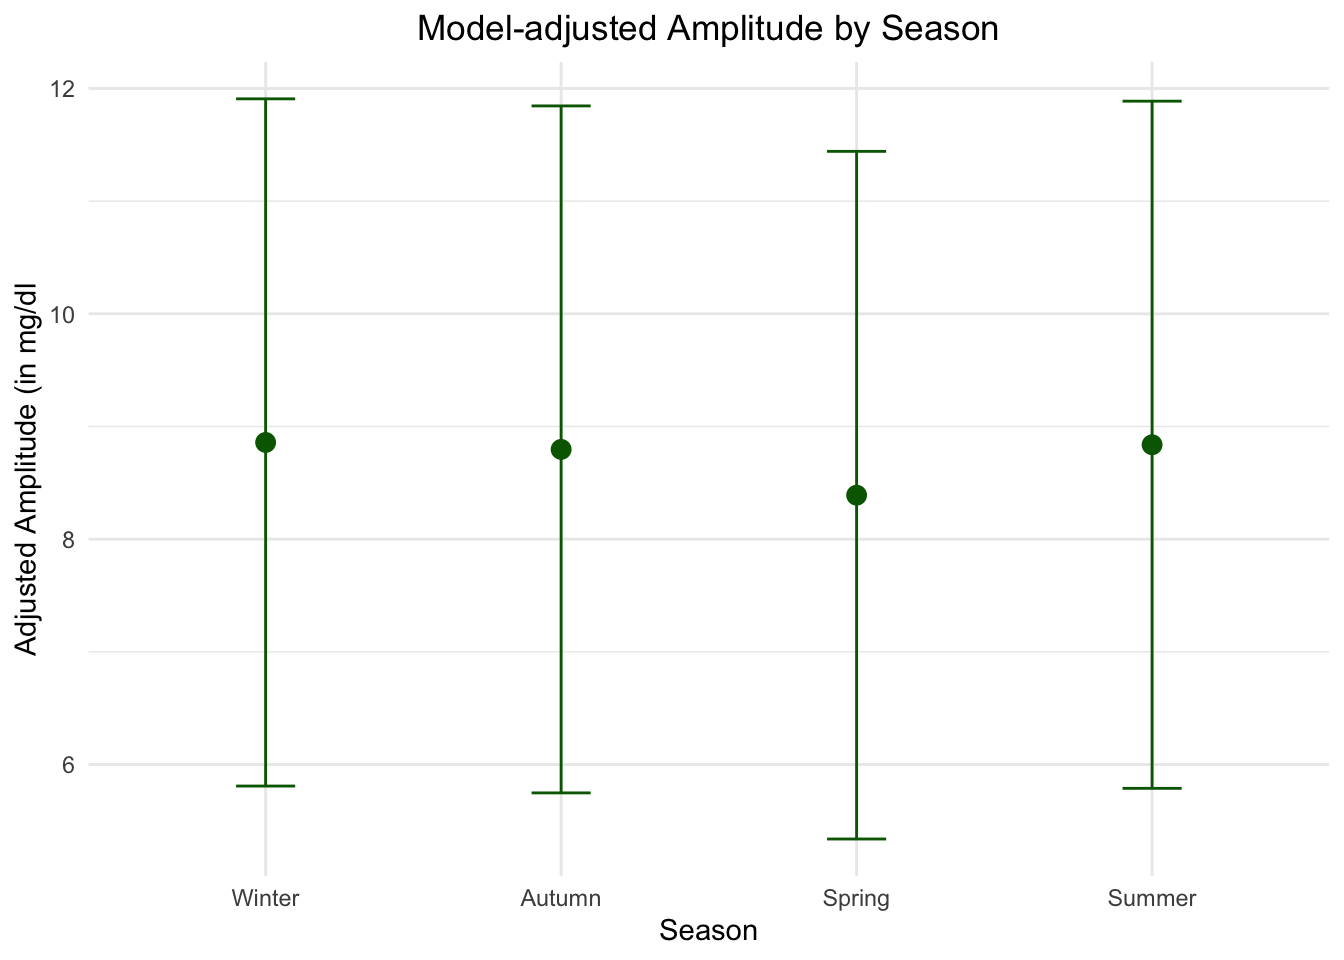 Model-adjusted Amplitude by Season
Adjusted Amplitude (in mg/dl
12
10
8
6
Winter
Autumn
Spring
Summer
Season